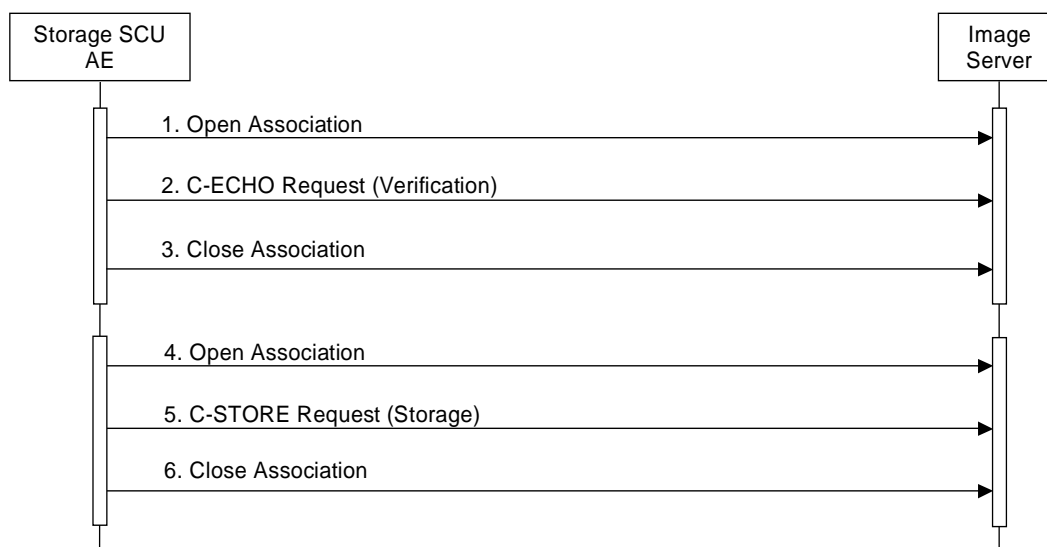 Storage SCU
AE
Image
Server
1. Open Association
2. C-ECHO Request (Verification)
3. Close Association
4. Open Association
5. C-STORE Request (Storage)
6. Close Association